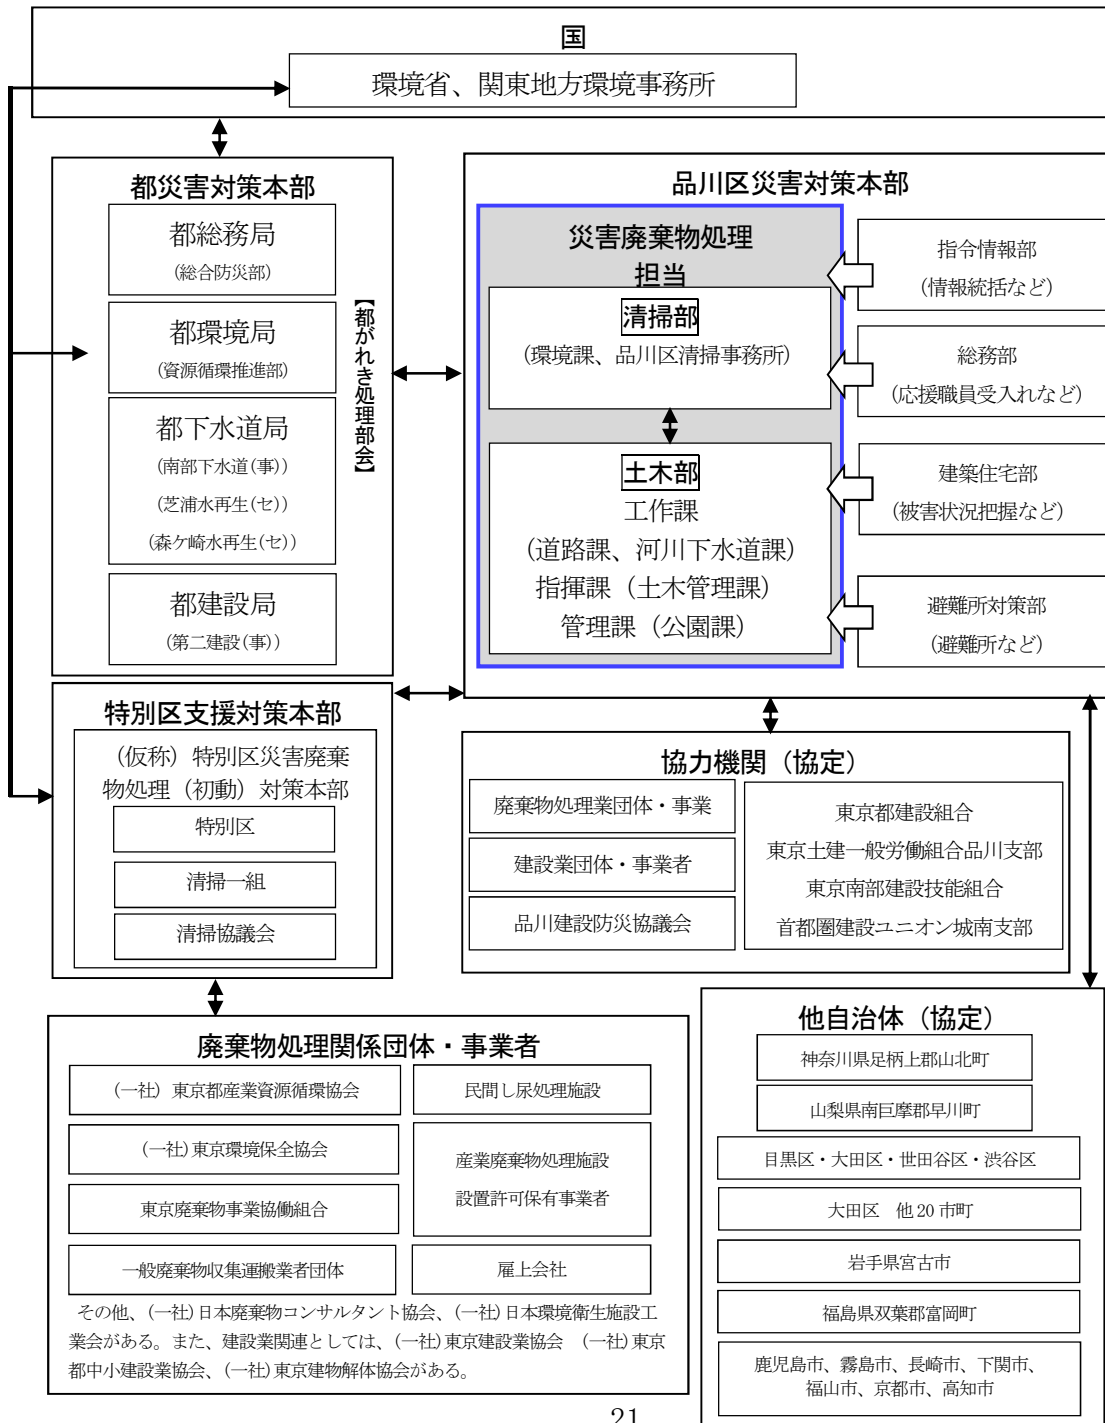 国
環境省、関東地方環境事務所
都災害対策本部
都総務局
(総合防災部)
都環境局
(資源循環推進部)
都下水道局
(南部下水道(事))
(芝浦水再生(セ))
(森ケ崎水再生(セ))
都建設局
(第二建設(事))
【都がれき処理部会】
品川区災害対策本部
災害廃棄物処理
担当
清掃部
(環境課、品川区清掃事務所)
土木部
工作課
(道路課、河川下水道課)
指揮課（土木管理課）
管理課（公園課）
指令情報部
(情報統括など)
総務部
(応援職員受入れなど)
建築住宅部
(被害状況把握など)
避難所対策部
(避難所など)
特別区支援対策本部
（仮称）特別区災害廃棄
物処理（初動）対策本部
特別区
清掃一組
清掃協議会
協力機関（協定）
廃棄物処理業団体・事業
建設業団体・事業者
品川建設防災協議会
東京都建設組合
東京土建一般労働組合品川支部
東京南部建設技能組合
首都圏建設ユニオン城南支部
廃棄物処理関係団体・事業者
(一社) 東京都産業資源循環協会
(一社)東京環境保全協会
東京廃棄物事業協働組合
一般廃棄物収集運搬業者団体
民間し尿処理施設
産業廃棄物処理施設
設置許可保有事業者
雇上会社
その他、(一社)日本廃棄物コンサルタント協会、(一社)日本環境衛生施設工
業会がある。また、建設業関連としては、(一社)東京建設業協会　(一社)東京
都中小建設業協会、(一社)東京建物解体協会がある。
他自治体（協定）
神奈川県足柄上郡山北町
山梨県南巨摩郡早川町
目黒区・大田区・世田谷区・渋谷区
大田区　他20市町
岩手県宮古市
福島県双葉郡富岡町
鹿児島市、霧島市、長崎市、下関市、
福山市、京都市、高知市
21